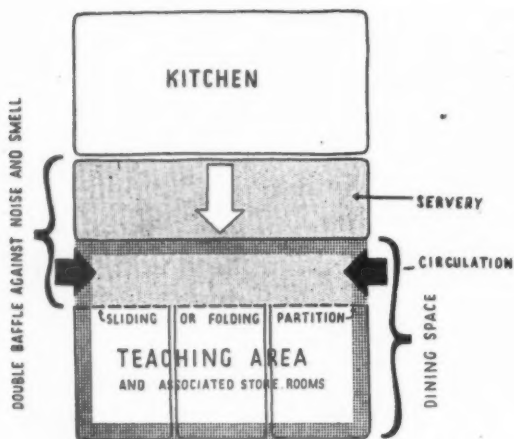 KITCHEN
DOUBLE BAFFLE AGAINST NOISE AND SMELL
SERVERY
CIRCULATION
SLIDING OR FOLDING PARTITION
TEACHING AREA
AND ASSOCIATED STORE ROOMS
DINING SPACE